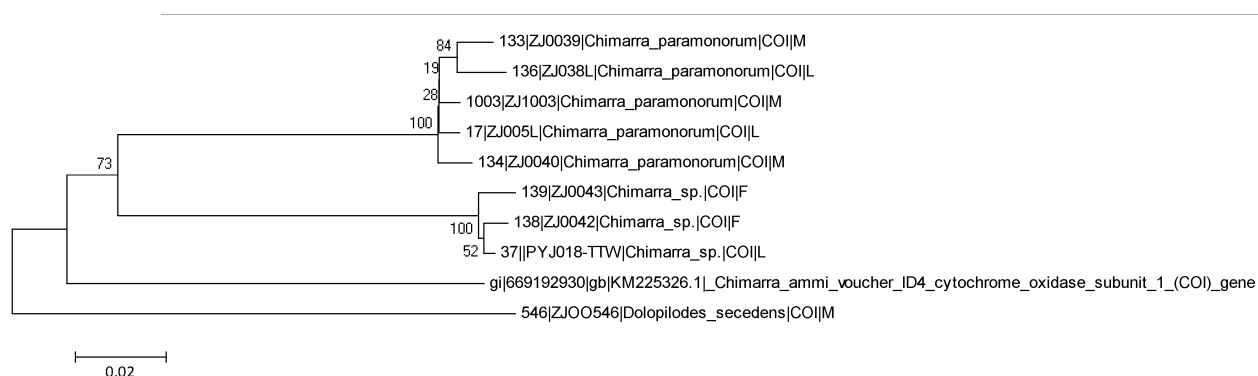 84
133|ZJ0039|Chimarra_paramonorum|COI|M
19
136|ZJ038L|Chimarra_paramonorum|COI|L
28
1003|ZJ1003|Chimarra_paramonorum|COI|M
100
17|ZJ005L|Chimarra_paramonorum|COI|L
73
134|ZJ0040|Chimarra_paramonorum|COI|M
139|ZJ0043|Chimarra_sp.|COI|F
100
138|ZJ0042|Chimarra_sp.|COI|F
52
37||PYJ018-TTW|Chimarra_sp.|COI|L
gi|669192930|gb|KM225326.1|_Chimarra_ammi_voucher_ID4_cytochrome_oxidase_subunit_1_(COI)_gene
546|ZJOO546|Dolopilodes_secedens|COI|M
0.02